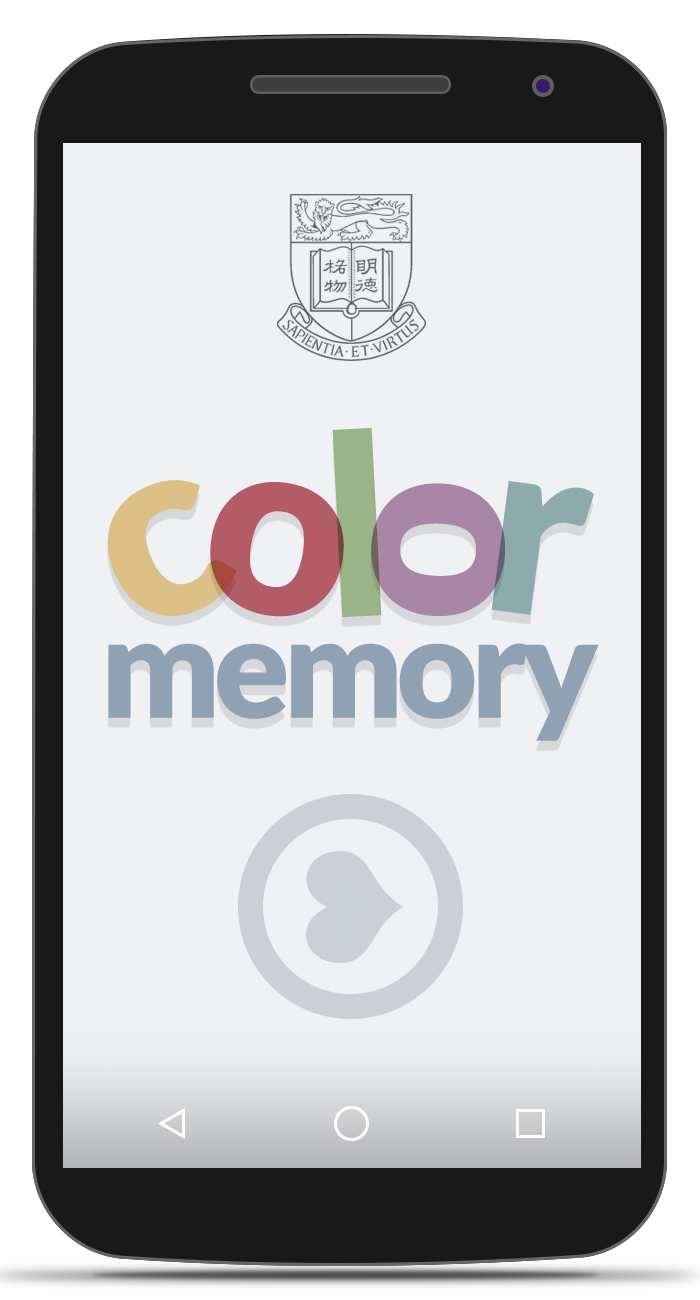 明德
格物
SAPIENTIA·ET·VIRTUS
color
memory